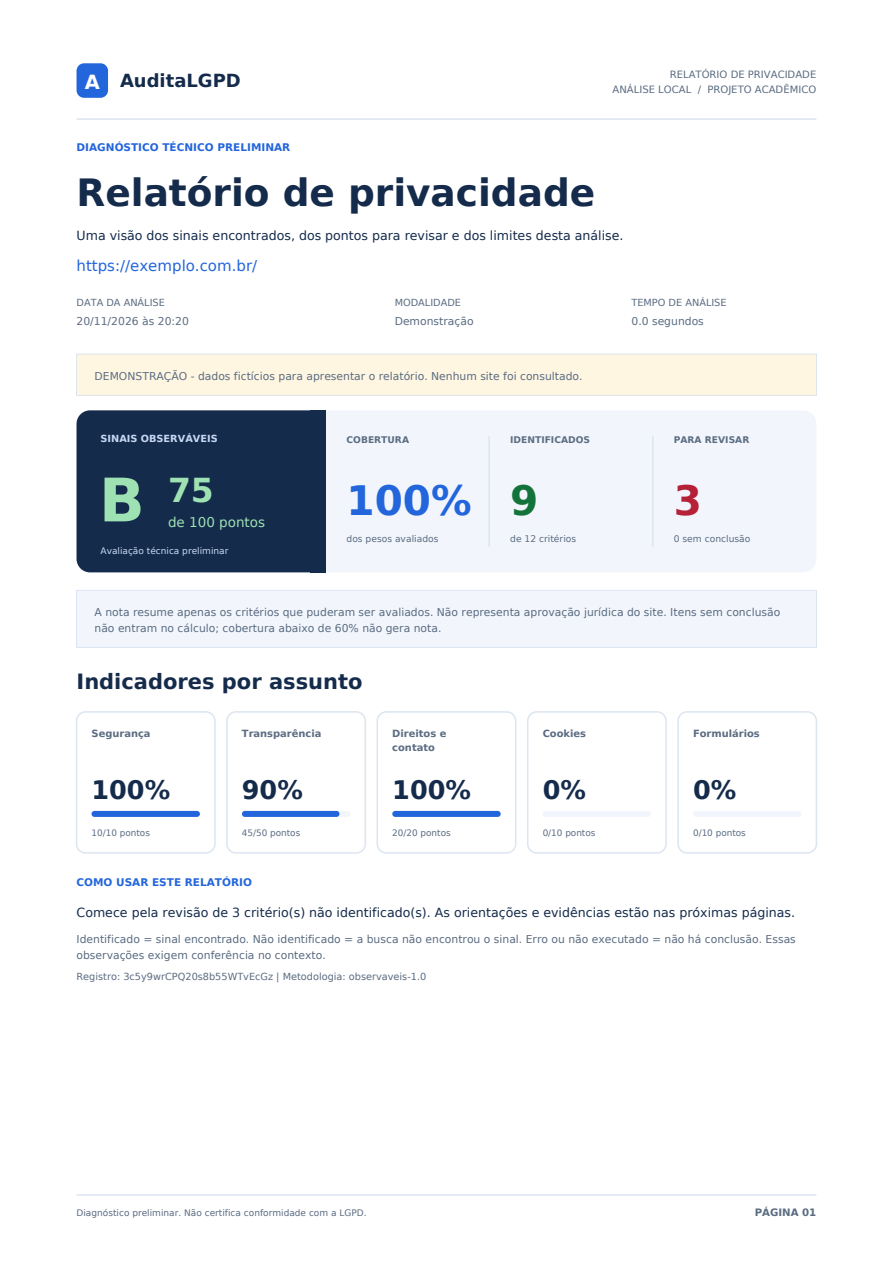 A AuditaLGPD
RELATÓRIO DE PRIVACIDADE
ANÁLISE LOCAL / PROJETO ACADÊMICO
DIAGNÓSTICO TÉCNICO PRELIMINAR
Relatório de privacidade
Uma visão dos sinais encontrados, dos pontos para revisar e dos limites desta análise.
https://exemplo.com.br/
DATA DA ANÁLISE
20/11/2026 às 20:20
MODALIDADE
Demonstração
TEMPO DE ANÁLISE
0.0 segundos
DEMONSTRAÇÃO - dados fictícios para apresentar o relatório. Nenhum site foi consultado.
SINAIS OBSERVÁVEIS
B
75
de 100 pontos
Avaliação técnica preliminar
COBERTURA
100%
dos pesos avaliados
IDENTIFICADOS
9
de 12 critérios
PARA REVISAR
3
0 sem conclusão
A nota resume apenas os critérios que puderam ser avaliados. Não representa aprovação jurídica do site. Itens sem conclusão
não entram no cálculo; cobertura abaixo de 60% não gera nota.
Indicadores por assunto
Segurança
100%
10/10 pontos
Transparência
90%
45/50 pontos
Direitos e
contato
100%
20/20 pontos
Cookies
0%
0/10 pontos
Formulários
0%
0/10 pontos
COMO USAR ESTE RELATÓRIO
Comece pela revisão de 3 critério(s) não identificado(s). As orientações e evidências estão nas próximas páginas.
Identificado = sinal encontrado. Não identificado = a busca não encontrou o sinal. Erro ou não executado = não há conclusão. Essas
observações exigem conferência no contexto.
Registro: 3c5y9wrCPQ20s8b55WTvEcGz | Metodologia: observaveis-1.0
Diagnóstico preliminar. Não certifica conformidade com a LGPD.
PÁGINA 01